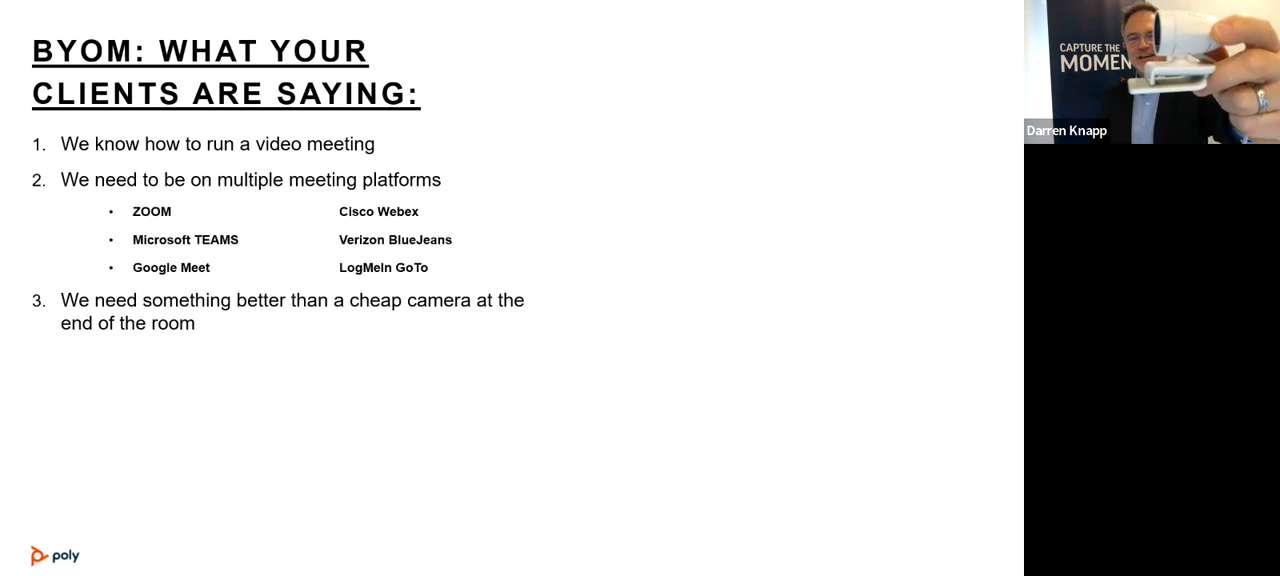 BYOM: WHAT YOUR
CLIENTS ARE SAYING:
1. We know how to run a video meeting
2. We need to be on multiple meeting platforms
• ZOOM Cisco Webex
• Microsoft TEAMS Verizon BlueJeans
• Google Meet LogMeIn GoTo
3. We need something better than a cheap camera at the
end of the room
poly
CAPTURE THE
MOMEN
Darren Knapp